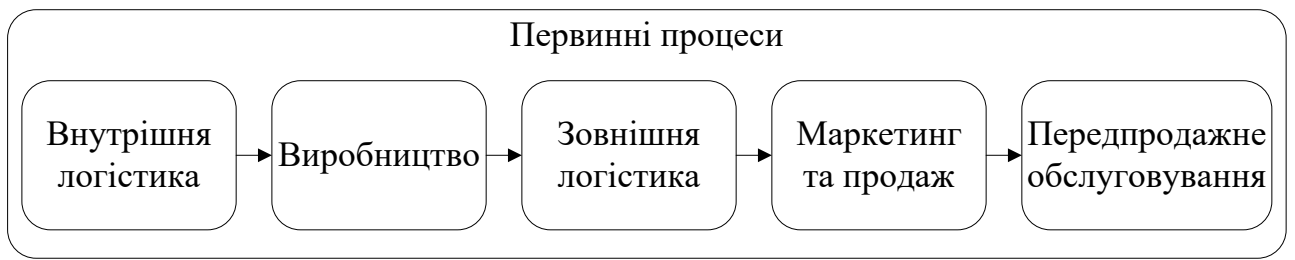 Первинні процеси
Внутрішня
логістика
Виробництво
Зовнішня
логістика
Маркетинг
та продаж
Передпродажне
обслуговування